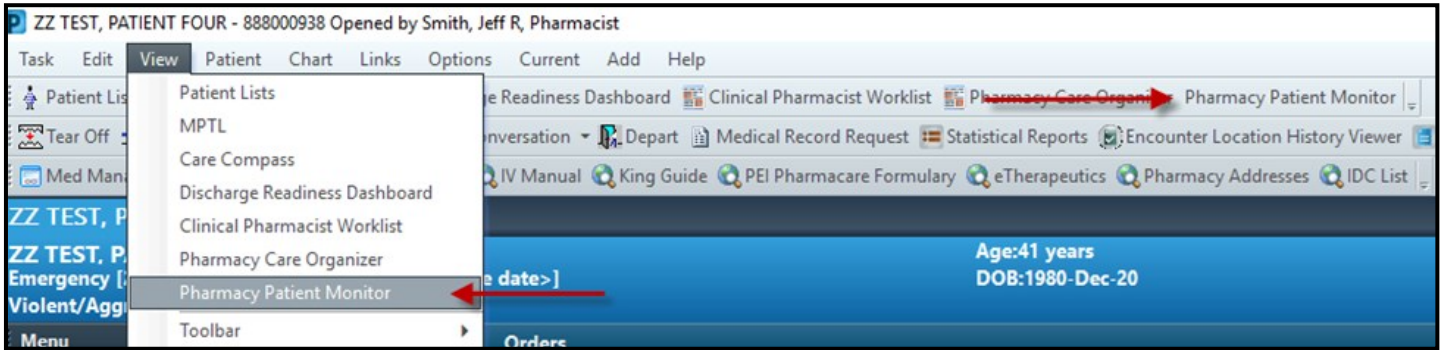 ZZ TEST, PATIENT FOUR - 888000938 Opened by Smith, Jeff R, Pharmacist
Task Edit View Patient Chart Links Options Current Add Help
Patient Lis e Readiness Dashboard Clinical Pharmacist Worklist Pharmacy Care Organizer Pharmacy Patient Monitor
Tear Off onversation Depart Medical Record Request Statistical Reports Encounter Location History Viewer
Med Mana IV Manual King Guide PEI Pharmacare Formulary eTherapeutics Pharmacy Addresses IDC List
Patient Lists
MPTL
Care Compass
Discharge Readiness Dashboard
Clinical Pharmacist Worklist
Pharmacy Care Organizer
Pharmacy Patient Monitor
Toolbar
ZZ TEST, P
ZZ TEST, P Age:41 years
Emergency [ e date>] DOB:1980-Dec-20
Violent/Agg
Menu Orders